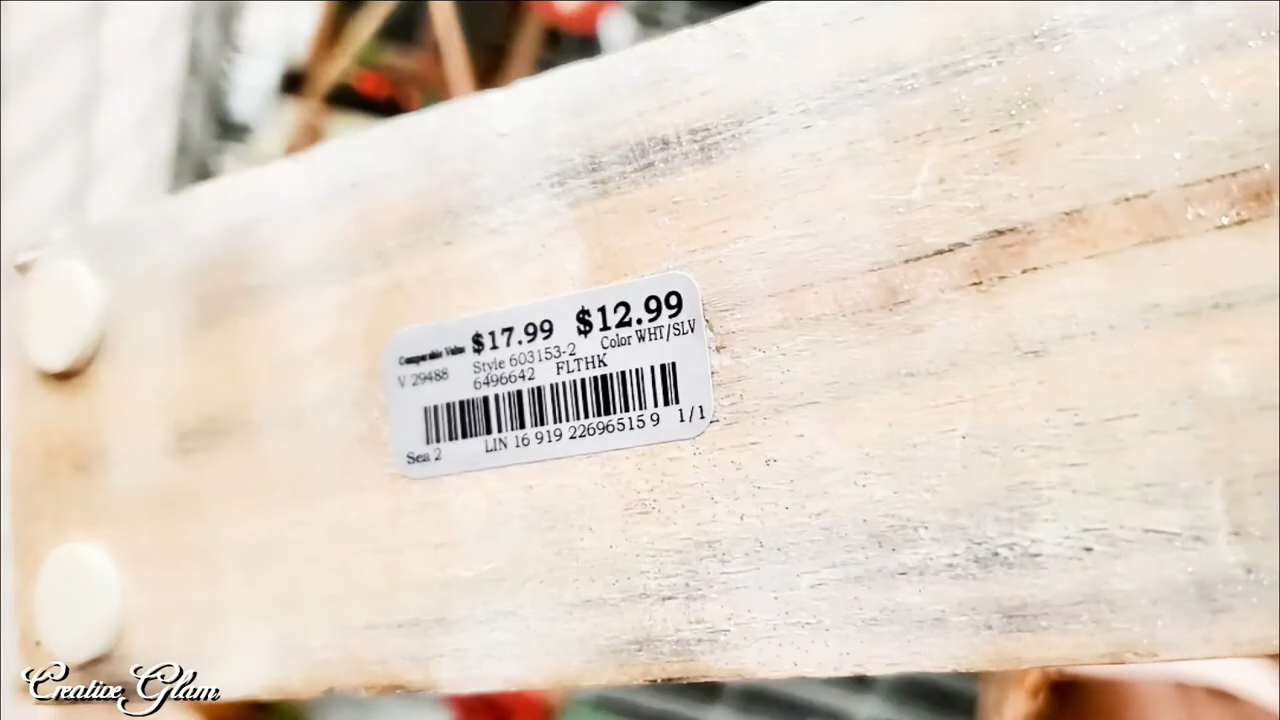 Comparable Value $17.99 $12.99
V 29488 Style 603153-2 Color WHT/SLV
6496642 FLTHK
LIN 16 919 22696515 9 1/1
Sea 2
Creative Glam